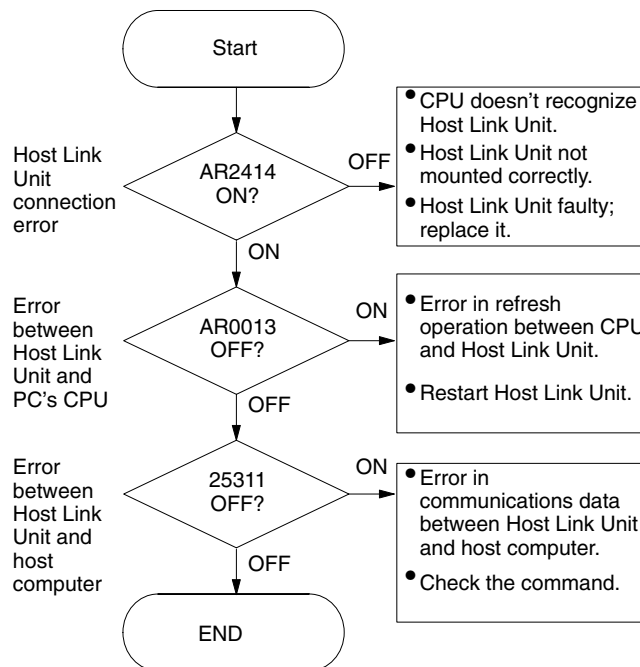 Start
Host Link
Unit
connection
error
AR2414
ON?
OFF
• CPU doesn't recognize
Host Link Unit.
• Host Link Unit not
mounted correctly.
• Host Link Unit faulty;
replace it.
ON
Error
between
Host Link
Unit and
PC's CPU
AR0013
OFF?
ON
• Error in refresh
operation between CPU
and Host Link Unit.
• Restart Host Link Unit.
OFF
Error
between
Host Link
Unit and
host
computer
25311
OFF?
ON
• Error in
communications data
between Host Link Unit
and host computer.
• Check the command.
OFF
END